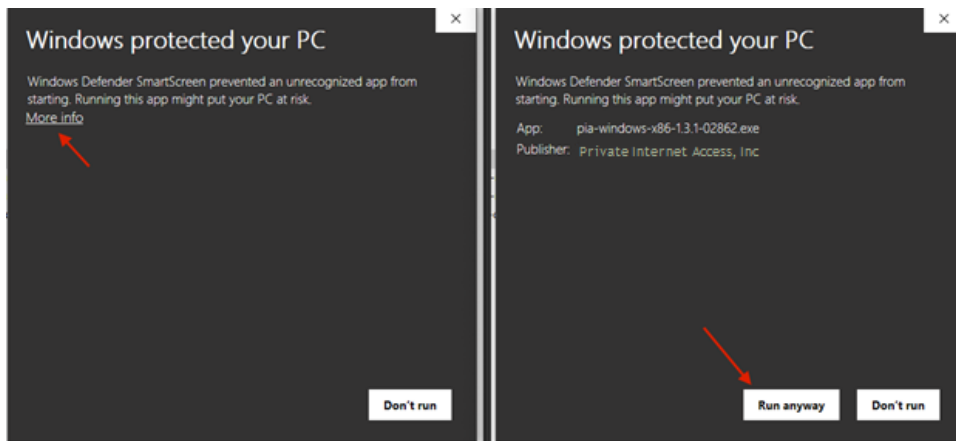 Windows protected your PC
Windows Defender SmartScreen prevented an unrecognized app from
starting. Running this app might put your PC at risk.
More info
Don't run
Windows protected your PC
Windows Defender SmartScreen prevented an unrecognized app from
starting. Running this app might put your PC at risk.
App: pia-windows-x86-1.3.1-02862.exe
Publisher: Private Internet Access, Inc
Run anyway Don't run